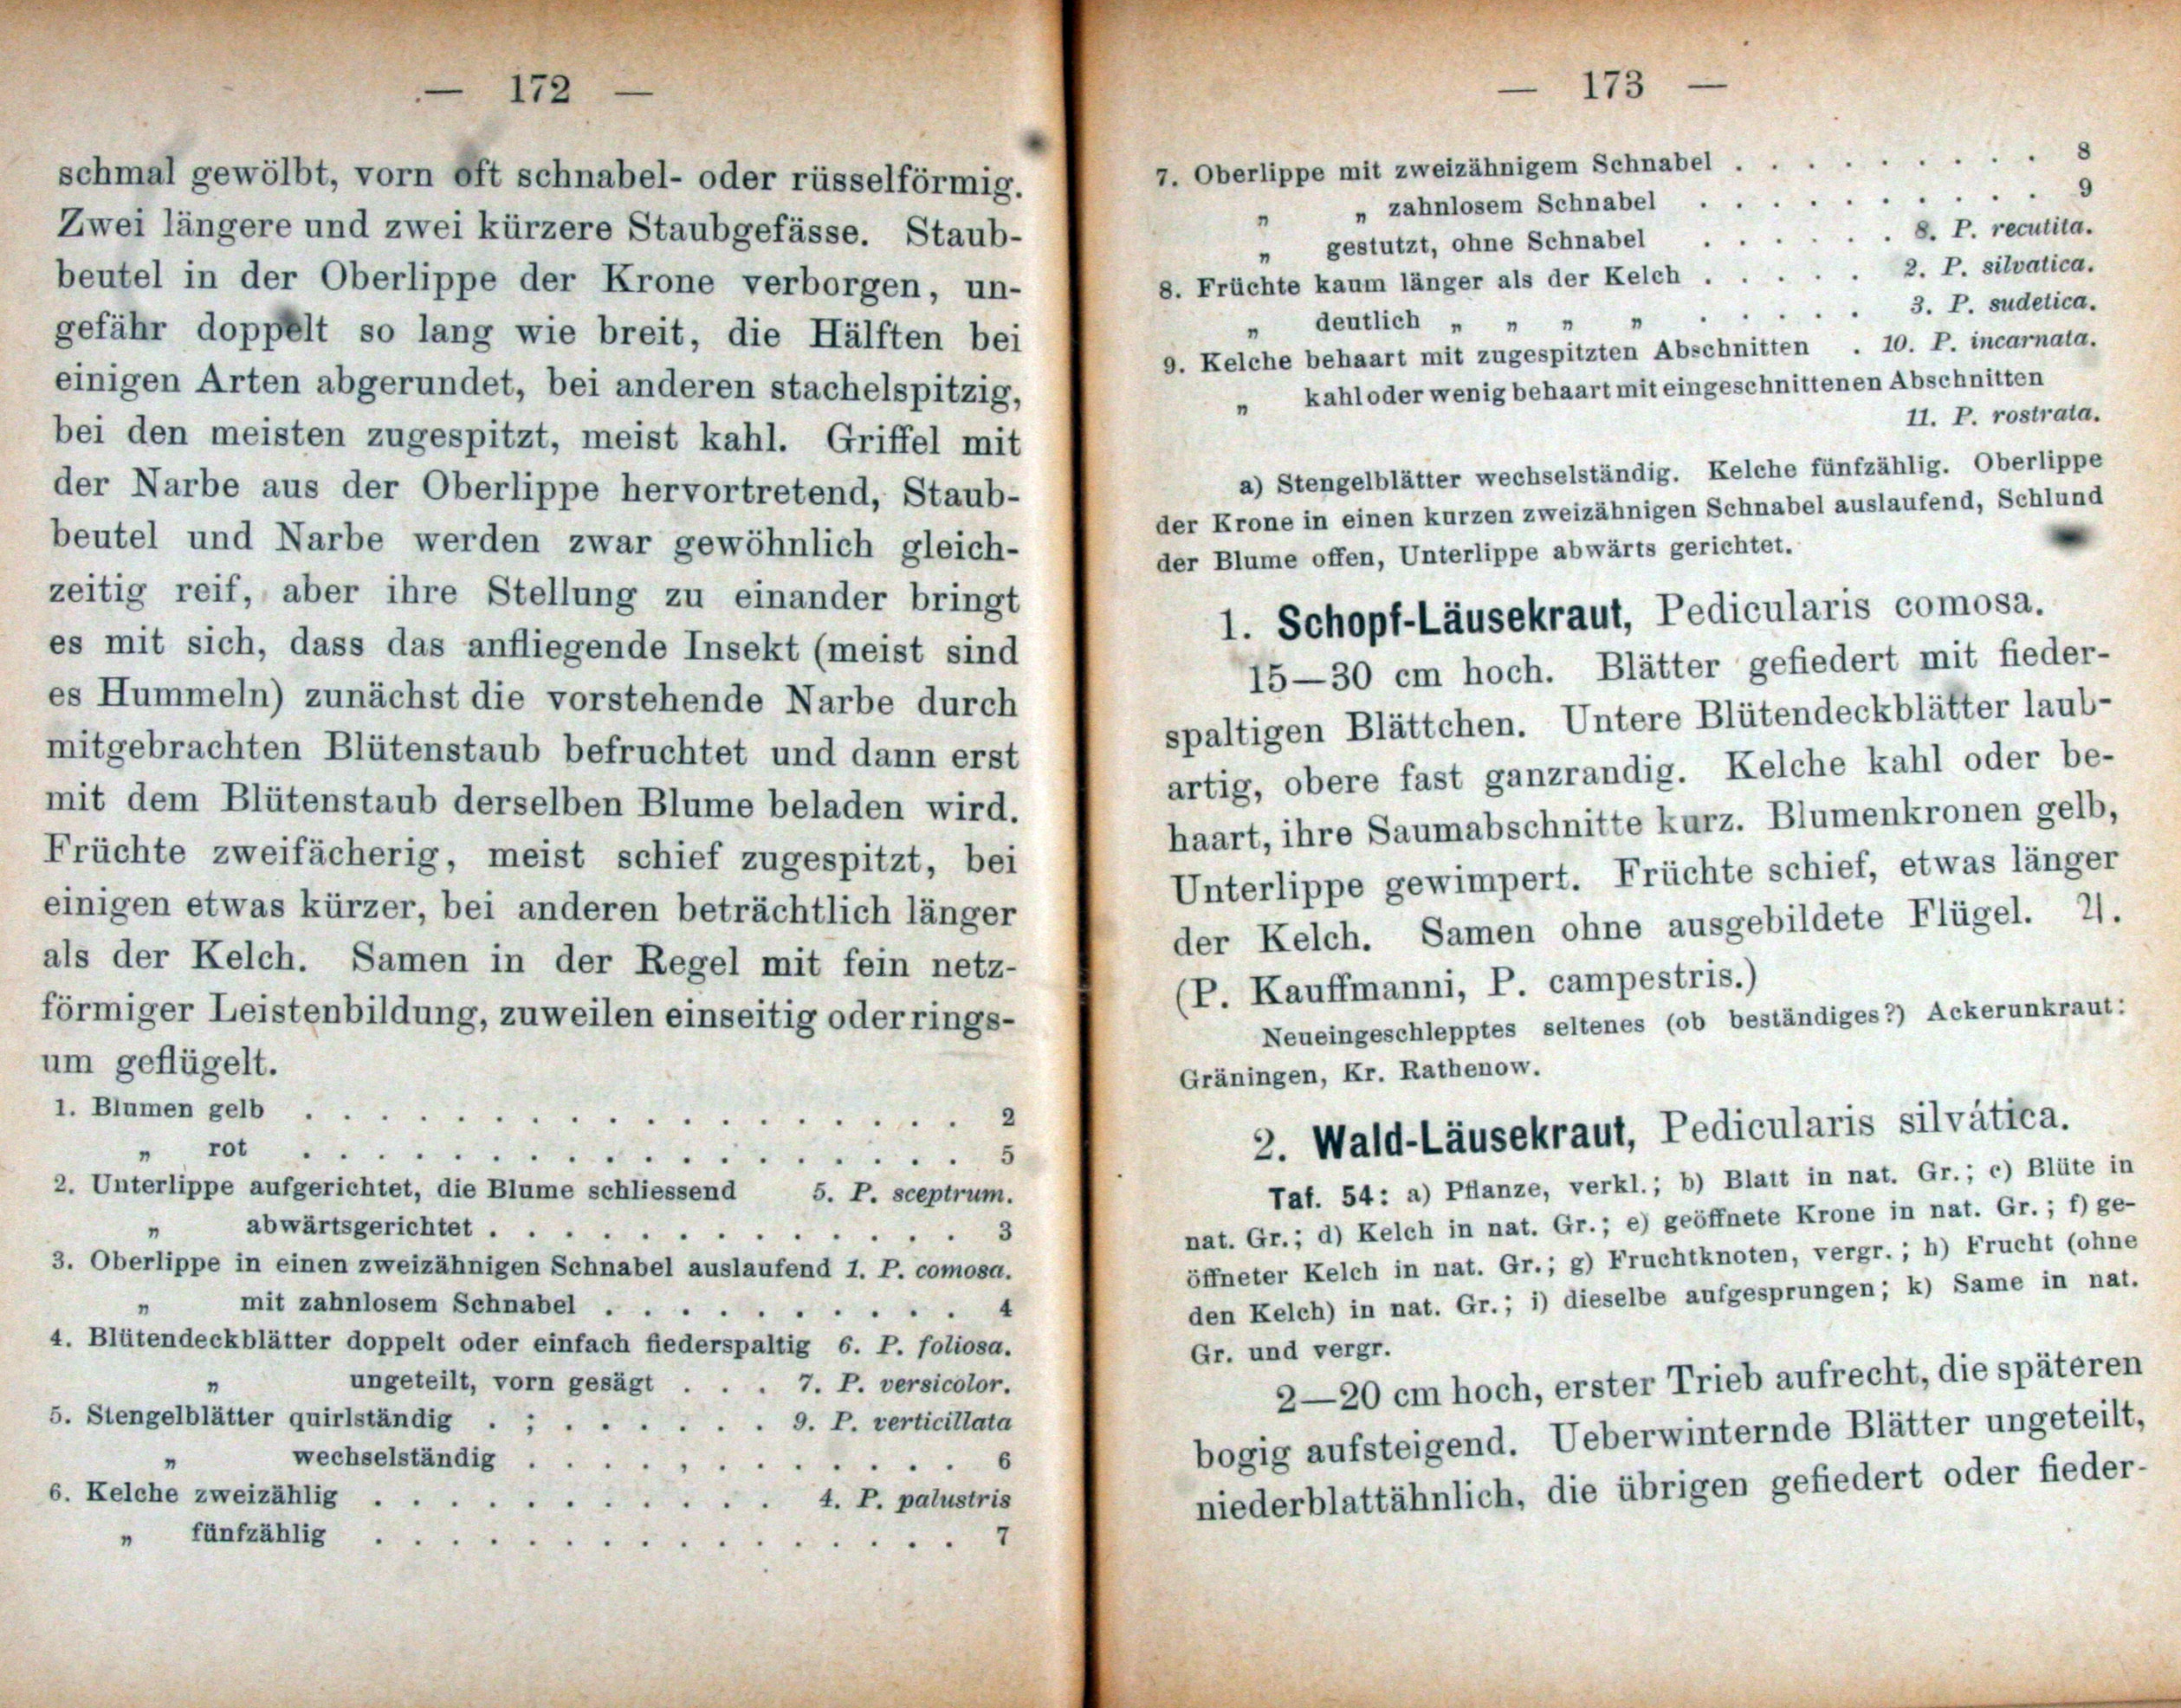 — 172 —
schmal gewölbt, vorn oft schnabel- oder rüsselförmig.
Zwei längere und zwei kürzere Staubgefässe. Staub-
beutel in der Oberlippe der Krone verborgen, un-
gefähr doppelt so lang wie breit, die Hälften bei
einigen Arten abgerundet, bei anderen stachelspitzig,
bei den meisten zugespitzt, meist kahl. Griffel mit
der Narbe aus der Oberlippe hervortretend, Staub-
beutel und Narbe werden zwar gewöhnlich gleich-
zeitig reif, aber ihre Stellung zu einander bringt
es mit sich, dass das anfliegende Insekt (meist sind
es Hummeln) zunächst die vorstehende Narbe durch
mitgebrachten Blütenstaub befruchtet und dann erst
mit dem Blütenstaub derselben Blume beladen wird.
Früchte zweifächerig, meist schief zugespitzt, bei
einigen etwas kürzer, bei anderen beträchtlich länger
als der Kelch. Samen in der Regel mit fein netz-
förmiger Leistenbildung, zuweilen einseitig oder rings-
um geflügelt.
1. Blumen gelb . . . . . . . . . . . . . . . . . . 2
„ rot . . . . . . . . . . . . . . . . . . 5
2. Unterlippe aufgerichtet, die Blume schliessend 5. P. sceptrum.
„ abwärtsgerichtet . . . . . . . . . . . . . 3
3. Oberlippe in einen zweizähnigen Schnabel auslaufend 1. P. comosa.
„ mit zahnlosem Schnabel . . . . . . . . . . 4
4. Blütendeckblätter doppelt oder einfach fiederspaltig 6. P. foliosa.
„ ungeteilt, vorn gesägt . . . 7. P. versicolor.
5. Stengelblätter quirlständig . ; . . . . . . 9. P. verticillata
„ wechselständig . . . . , . . . . . . . 6
6. Kelche zweizählig . . . . . . . . . . . 4. P. palustris
„ fünfzählig . . . . . . . . . . . . . . . . 7
— 173 —
7. Oberlippe mit zweizähnigem Schnabel . . . . . . . . . 8
„ „ zahnlosem Schnabel . . . . . . . . . . 9
„ gestutzt, ohne Schnabel . . . . . . 8. P. recutita.
8. Früchte kaum länger als der Kelch . . . . . 2. P. silvatica.
„ deutlich „ „ „ „ . . . . . 3. P. sudetica.
9. Kelche behaart mit zugespitzten Abschnitten . 10. P. incarnata.
„ kahl oder wenig behaart mit eingeschnittenen Abschnitten
11. P. rostrata.
a) Stengelblätter wechselständig. Kelche fünfzählig. Oberlippe
der Krone in einen kurzen zweizähnigen Schnabel auslaufend, Schlund
der Blume offen, Unterlippe abwärts gerichtet.
1. Schopf-Läusekraut, Pedicularis comosa.
15—30 cm hoch. Blätter gefiedert mit fieder-
spaltigen Blättchen. Untere Blütendeckblätter laub-
artig, obere fast ganzrandig. Kelche kahl oder be-
haart, ihre Saumabschnitte kurz. Blumenkronen gelb,
Unterlippe gewimpert. Früchte schief, etwas länger
der Kelch. Samen ohne ausgebildete Flügel. ♃.
(P. Kauffmanni, P. campestris.)
Neueingeschlepptes seltenes (ob beständiges?) Ackerunkraut:
Gräningen, Kr. Rathenow.
2. Wald-Läusekraut, Pedicularis silvática.
Taf. 54: a) Pflanze, verkl.; b) Blatt in nat. Gr.; c) Blüte in
nat. Gr.; d) Kelch in nat. Gr.; e) geöffnete Krone in nat. Gr.; f) ge-
öffneter Kelch in nat. Gr.; g) Fruchtknoten, vergr.; h) Frucht (ohne
den Kelch) in nat. Gr.; i) dieselbe aufgesprungen; k) Same in nat.
Gr. und vergr.
2—20 cm hoch, erster Trieb aufrecht, die späteren
bogig aufsteigend. Ueberwinternde Blätter ungeteilt,
niederblattähnlich, die übrigen gefiedert oder fieder-